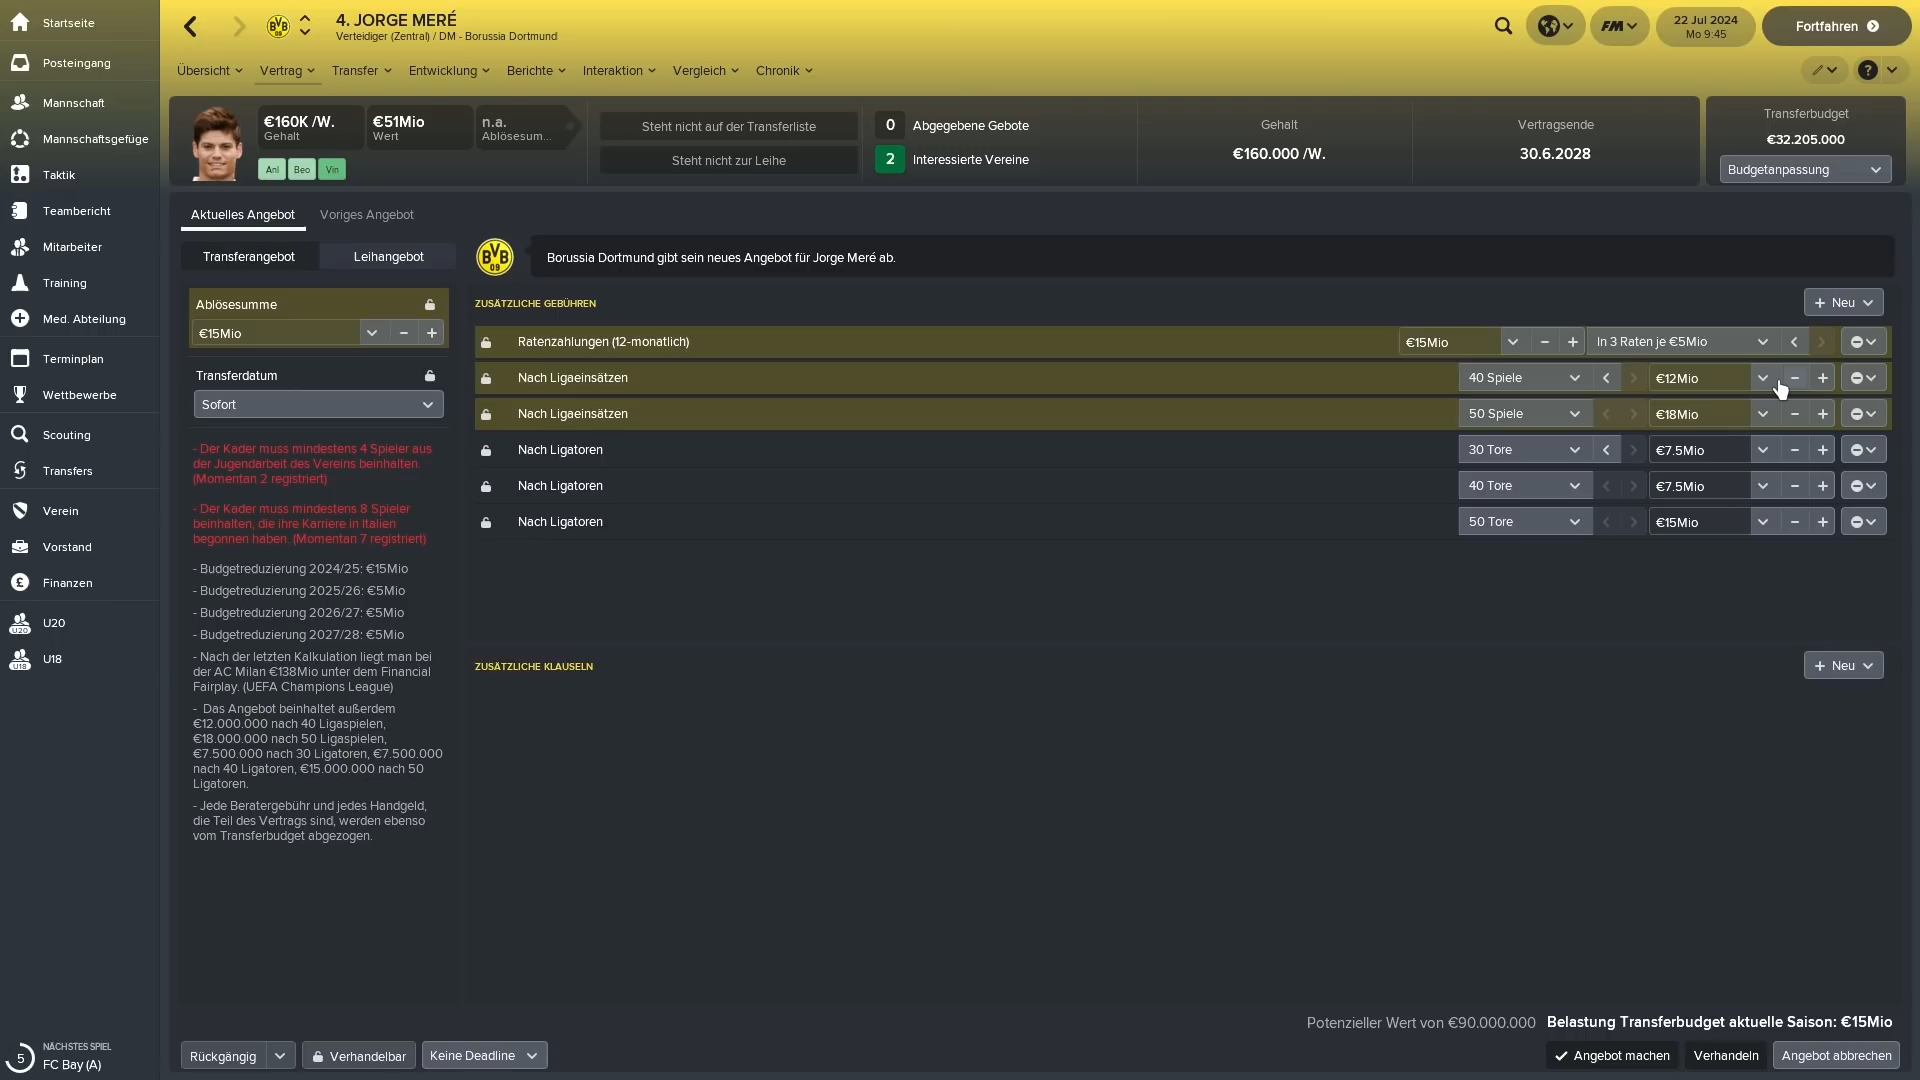 Startseite
Posteingang
Mannschaft
Mannschaftsgefüge
Taktik
Teambericht
Mitarbeiter
Training
Med. Abteilung
Terminplan
Wettbewerbe
Scouting
Transfers
Verein
Vorstand
Finanzen
U20
U20
U18
U18
5
NÄCHSTES SPIEL
FC Bay (A)
BVB
09
4. JORGE MERÉ
Verteidiger (Zentral) / DM - Borussia Dortmund
FM
22 Jul 2024
Mo 9:45
Fortfahren
Übersicht
Vertrag
Transfer
Entwicklung
Berichte
Interaktion
Vergleich
Chronik
?
€160K /W.
Gehalt
€51Mio
Wert
n.a.
Ablösesum...
Anl
Beo
Vin
Steht nicht auf der Transferliste
Steht nicht zur Leihe
0 Abgegebene Gebote
2 Interessierte Vereine
Gehalt
€160.000 /W.
Vertragsende
30.6.2028
Transferbudget
€32.205.000
Budgetanpassung
Aktuelles Angebot
Voriges Angebot
Transferangebot
Leihangebot
Ablösesumme
€15Mio
Transferdatum
Sofort
- Der Kader muss mindestens 4 Spieler aus
der Jugendarbeit des Vereins beinhalten.
(Momentan 2 registriert)
- Der Kader muss mindestens 8 Spieler
beinhalten, die ihre Karriere in Italien
begonnen haben. (Momentan 7 registriert)
- Budgetreduzierung 2024/25: €15Mio
- Budgetreduzierung 2025/26: €5Mio
- Budgetreduzierung 2026/27: €5Mio
- Budgetreduzierung 2027/28: €5Mio
- Nach der letzten Kalkulation liegt man bei
der AC Milan €138Mio unter dem Financial
Fairplay. (UEFA Champions League)
- Das Angebot beinhaltet außerdem
€12.000.000 nach 40 Ligaspielen,
€18.000.000 nach 50 Ligaspielen,
€7.500.000 nach 30 Ligatoren, €7.500.000
nach 40 Ligatoren, €15.000.000 nach 50
Ligatoren.
- Jede Beratergebühr und jedes Handgeld,
die Teil des Vertrags sind, werden ebenso
vom Transferbudget abgezogen.
BVB
09
Borussia Dortmund gibt sein neues Angebot für Jorge Meré ab.
ZUSÄTZLICHE GEBÜHREN
+ Neu
Ratenzahlungen (12-monatlich) €15Mio - + In 3 Raten je €5Mio
Nach Ligaeinsätzen 40 Spiele €12Mio - +
Nach Ligaeinsätzen 50 Spiele €18Mio - +
Nach Ligatoren 30 Tore €7.5Mio - +
Nach Ligatoren 40 Tore €7.5Mio - +
Nach Ligatoren 50 Tore €15Mio - +
ZUSÄTZLICHE KLAUSELN
+ Neu
Potenzieller Wert von €90.000.000 Belastung Transferbudget aktuelle Saison: €15Mio
Rückgängig
Verhandelbar
Keine Deadline
Angebot machen
Verhandeln
Angebot abbrechen